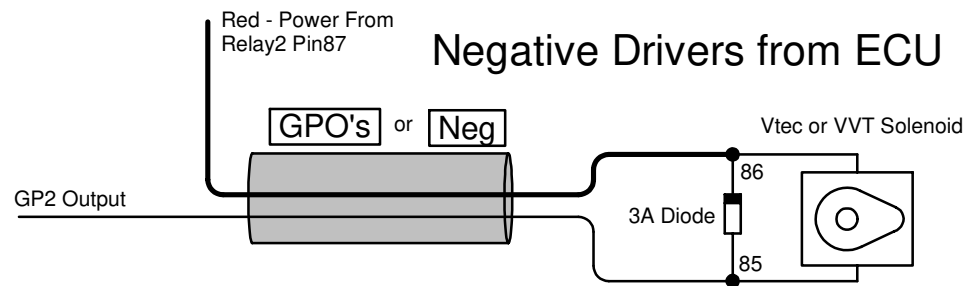 Red - Power From
Relay2 Pin87
Negative Drivers from ECU
GPO's or Neg
Vtec or VVT Solenoid
86
GP2 Output
3A Diode
85